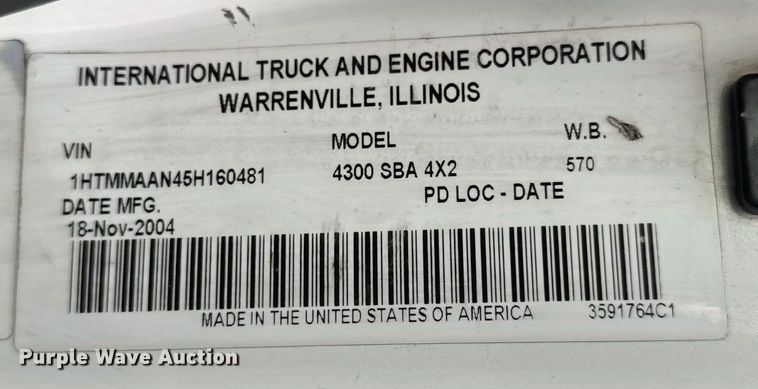 INTERNATIONAL TRUCK AND ENGINE CORPORATION
WARRENVILLE, ILLINOIS
VIN MODEL W.B.
1HTMMAAN45H160481 4300 SBA 4X2 570
DATE MFG. PD LOC - DATE
18-Nov-2004
MADE IN THE UNITED STATES OF AMERICA 3591764C1
Purple Wave Auction